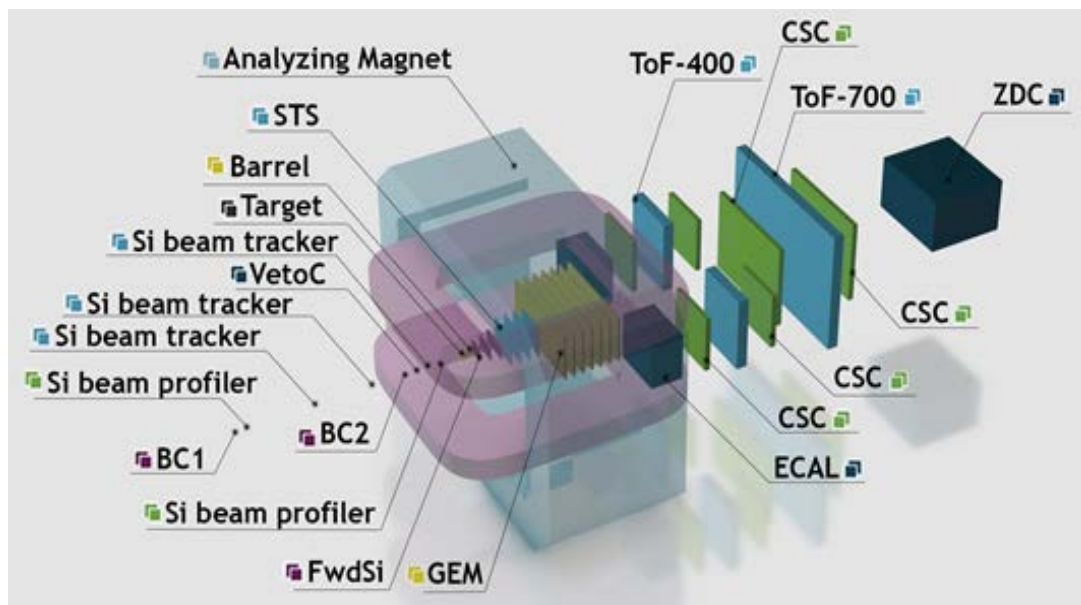 CSC
Analyzing Magnet
ToF-400
ToF-700
ZDC
STS
Barrel
Target
Si beam tracker
VetoC
Si beam tracker
CSC
Si beam tracker
Si beam profiler
CSC
BC2
CSC
BC1
ECAL
Si beam profiler
FwdSi
GEM